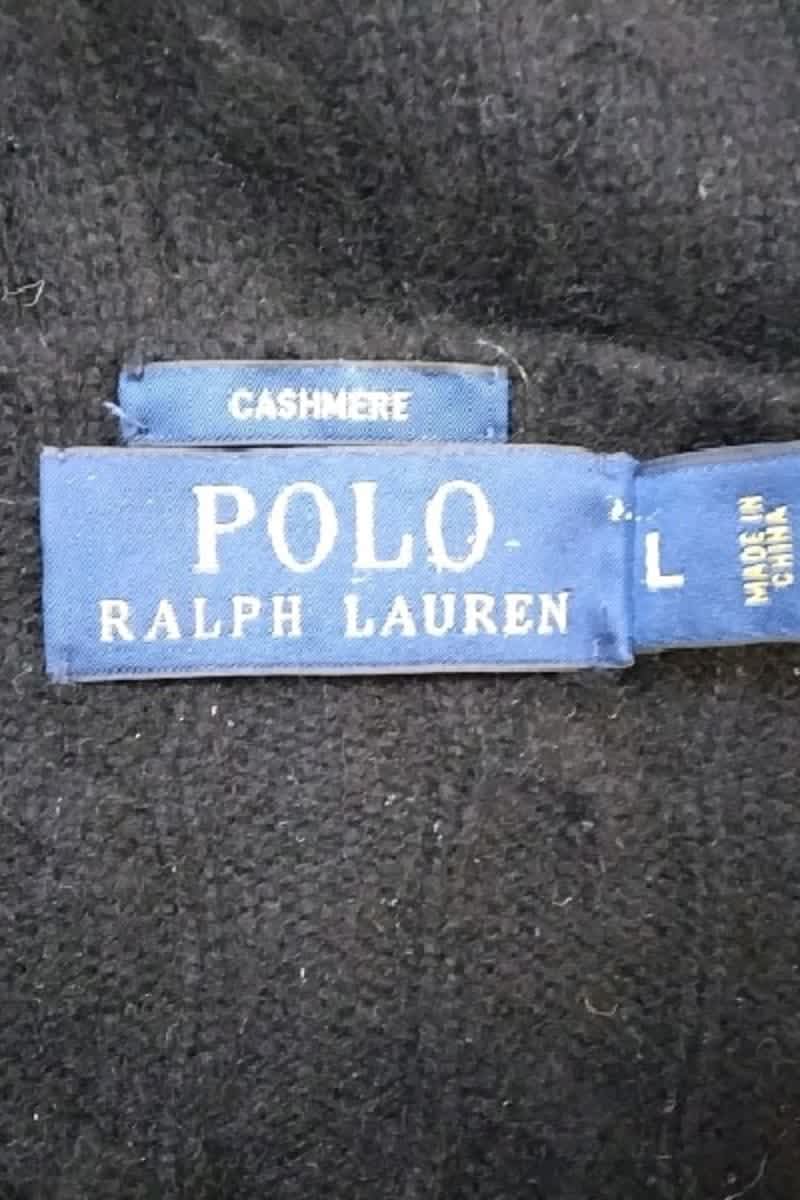 CASHMERE
POLO
RALPH LAUREN
L
MADE IN
CHINA